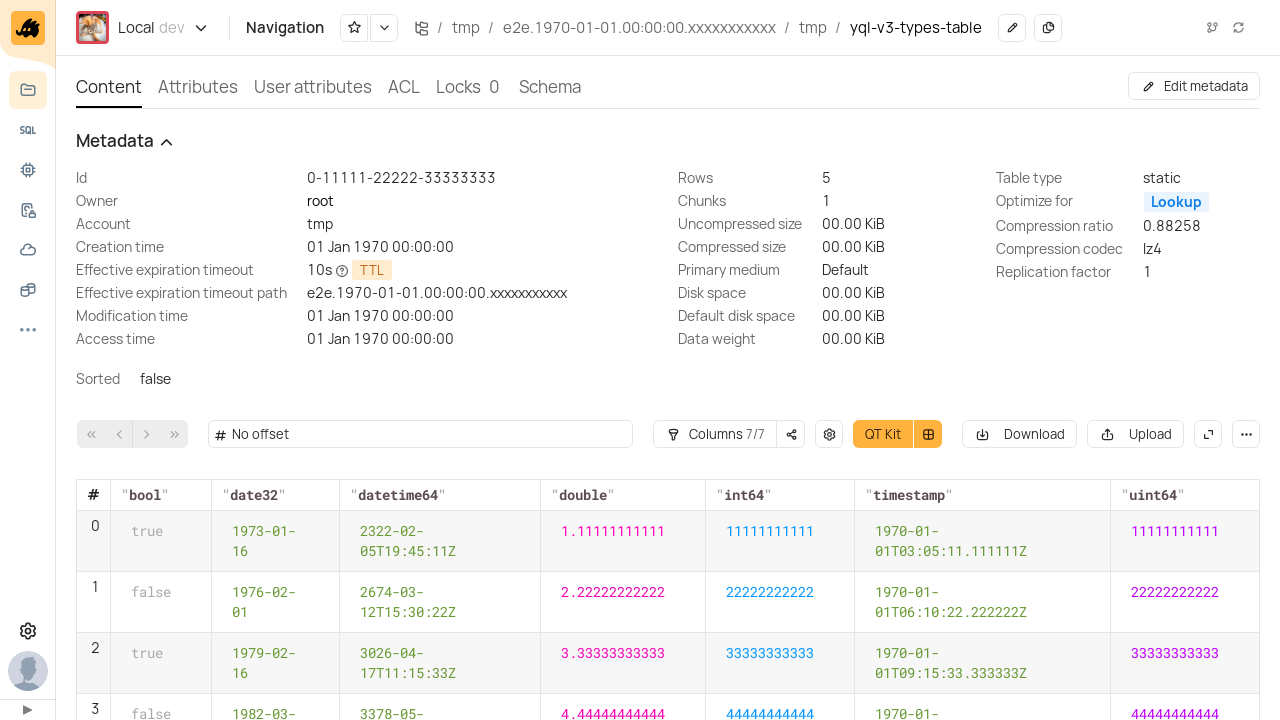 Local dev Navigation / tmp / e2e.1970-01-01.00:00:00.xxxxxxxxxxx / tmp / yql-v3-types-table
Content Attributes User attributes ACL Locks 0 Schema Edit metadata
SQL
Metadata
Id 0-11111-22222-33333333 Rows 5 Table type static
Owner root Chunks 1 Optimize for Lookup
Account tmp Uncompressed size 00.00 KiB Compression ratio 0.88258
Creation time 01 Jan 1970 00:00:00 Compressed size 00.00 KiB Compression codec lz4
Effective expiration timeout 10s TTL Primary medium Default Replication factor 1
Effective expiration timeout path e2e.1970-01-01.00:00:00.xxxxxxxxxxx Disk space 00.00 KiB
Modification time 01 Jan 1970 00:00:00 Default disk space 00.00 KiB
Access time 01 Jan 1970 00:00:00 Data weight 00.00 KiB
Sorted false
# No offset Columns 7/7 QT Kit Download Upload
# "bool" "date32" "datetime64" "double" "int64" "timestamp" "uint64"
0 true 1973-01- 2322-02- 1.11111111111 11111111111 1970-01- 11111111111
16 05T19:45:11Z 01T03:05:11.111111Z
1 false 1976-02- 2674-03- 2.22222222222 22222222222 1970-01- 22222222222
01 12T15:30:22Z 01T06:10:22.222222Z
2 true 1979-02- 3026-04- 3.33333333333 33333333333 1970-01- 33333333333
16 17T11:15:33Z 01T09:15:33.333333Z
3 false 1982-03- 3378-05- 4.44444444444 44444444444 1970-01- 44444444444